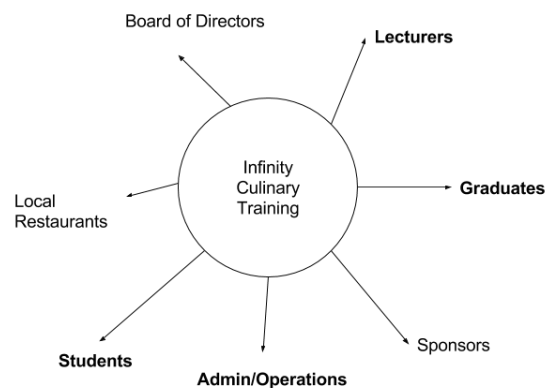 Board of Directors
Lecturers
Infinity
Culinary
Training
Graduates
Local
Restaurants
Sponsors
Students
Admin/Operations